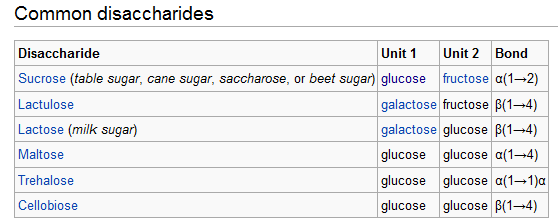 Common disaccharides
Disaccharide Unit 1 Unit 2 Bond
Sucrose (table sugar, cane sugar, saccharose, or beet sugar) glucose fructose α(1→2)
Lactulose galactose fructose β(1→4)
Lactose (milk sugar) galactose glucose β(1→4)
Maltose glucose glucose α(1→4)
Trehalose glucose glucose α(1→1)α
Cellobiose glucose glucose β(1→4)